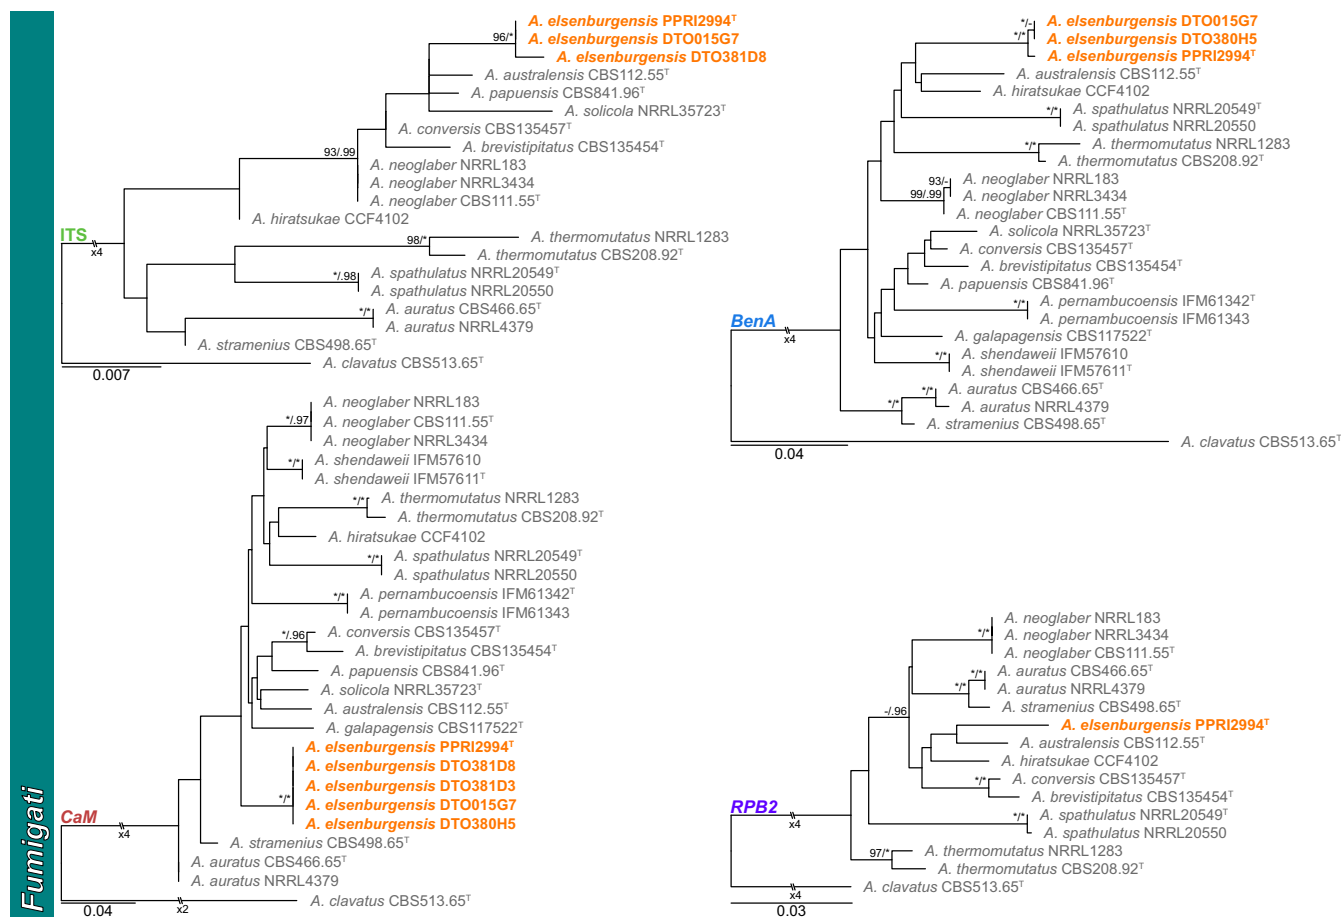 Fumigati
ITS
x4
96/*
A. elsenburgensis PPRI2994ᵀ
A. elsenburgensis DTO015G7
A. elsenburgensis DTO381D8
A. australensis CBS112.55ᵀ
A. papuensis CBS841.96ᵀ
A. solicola NRRL35723ᵀ
A. conversis CBS135457ᵀ
A. brevistipitatus CBS135454ᵀ
93/.99
A. neoglaber NRRL183
A. neoglaber NRRL3434
A. neoglaber CBS111.55ᵀ
A. hiratsukae CCF4102
98/*
A. thermomutatus NRRL1283
A. thermomutatus CBS208.92ᵀ
*/.98
A. spathulatus NRRL20549ᵀ
A. spathulatus NRRL20550
*/*
A. auratus CBS466.65ᵀ
A. auratus NRRL4379
A. stramenius CBS498.65ᵀ
A. clavatus CBS513.65ᵀ
0.007
BenA
x4
*/-
*/*
A. elsenburgensis DTO015G7
A. elsenburgensis DTO380H5
A. elsenburgensis PPRI2994ᵀ
A. australensis CBS112.55ᵀ
A. hiratsukae CCF4102
*/*
A. spathulatus NRRL20549ᵀ
A. spathulatus NRRL20550
*/*
A. thermomutatus NRRL1283
A. thermomutatus CBS208.92ᵀ
93/-
99/.99
A. neoglaber NRRL183
A. neoglaber NRRL3434
A. neoglaber CBS111.55ᵀ
A. solicola NRRL35723ᵀ
A. conversis CBS135457ᵀ
A. brevistipitatus CBS135454ᵀ
A. papuensis CBS841.96ᵀ
*/*
A. pernambucoensis IFM61342ᵀ
A. pernambucoensis IFM61343
A. galapagensis CBS117522ᵀ
*/*
A. shendaweii IFM57610
A. shendaweii IFM57611ᵀ
*/*
*/*
A. auratus CBS466.65ᵀ
A. auratus NRRL4379
A. stramenius CBS498.65ᵀ
A. clavatus CBS513.65ᵀ
0.04
CaM
x4
*/.97
A. neoglaber NRRL183
A. neoglaber CBS111.55ᵀ
A. neoglaber NRRL3434
*/*
A. shendaweii IFM57610
A. shendaweii IFM57611ᵀ
*/*
A. thermomutatus NRRL1283
A. thermomutatus CBS208.92ᵀ
A. hiratsukae CCF4102
*/*
A. spathulatus NRRL20549ᵀ
A. spathulatus NRRL20550
*/*
A. pernambucoensis IFM61342ᵀ
A. pernambucoensis IFM61343
*/.96
A. conversis CBS135457ᵀ
A. brevistipitatus CBS135454ᵀ
A. papuensis CBS841.96ᵀ
A. solicola NRRL35723ᵀ
A. australensis CBS112.55ᵀ
A. galapagensis CBS117522ᵀ
*/*
A. elsenburgensis PPRI2994ᵀ
A. elsenburgensis DTO381D8
A. elsenburgensis DTO381D3
A. elsenburgensis DTO015G7
A. elsenburgensis DTO380H5
A. stramenius CBS498.65ᵀ
A. auratus CBS466.65ᵀ
A. auratus NRRL4379
A. clavatus CBS513.65ᵀ
x2
0.04
RPB2
x4
-/.96
*/*
A. neoglaber NRRL183
A. neoglaber NRRL3434
A. neoglaber CBS111.55ᵀ
*/*
*/*
A. auratus CBS466.65ᵀ
A. auratus NRRL4379
A. stramenius CBS498.65ᵀ
A. elsenburgensis PPRI2994ᵀ
A. australensis CBS112.55ᵀ
A. hiratsukae CCF4102
*/*
A. conversis CBS135457ᵀ
A. brevistipitatus CBS135454ᵀ
*/*
A. spathulatus NRRL20549ᵀ
A. spathulatus NRRL20550
97/*
A. thermomutatus NRRL1283
A. thermomutatus CBS208.92ᵀ
A. clavatus CBS513.65ᵀ
x4
0.03